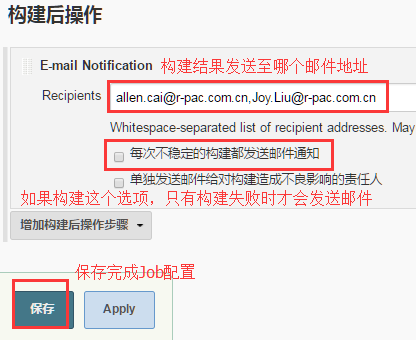 构建后操作
E-mail Notification 构建结果发送至哪个邮件地址
Recipients allen.cai@r-pac.com.cn,Joy.Liu@r-pac.com.cn
Whitespace-separated list of recipient addresses. May
每次不稳定的构建都发送邮件通知
单独发送邮件给对构建造成不良影响的责任人
如果构建这个选项，只有构建失败时才会发送邮件
增加构建后操作步骤
保存完成Job配置
保存 Apply